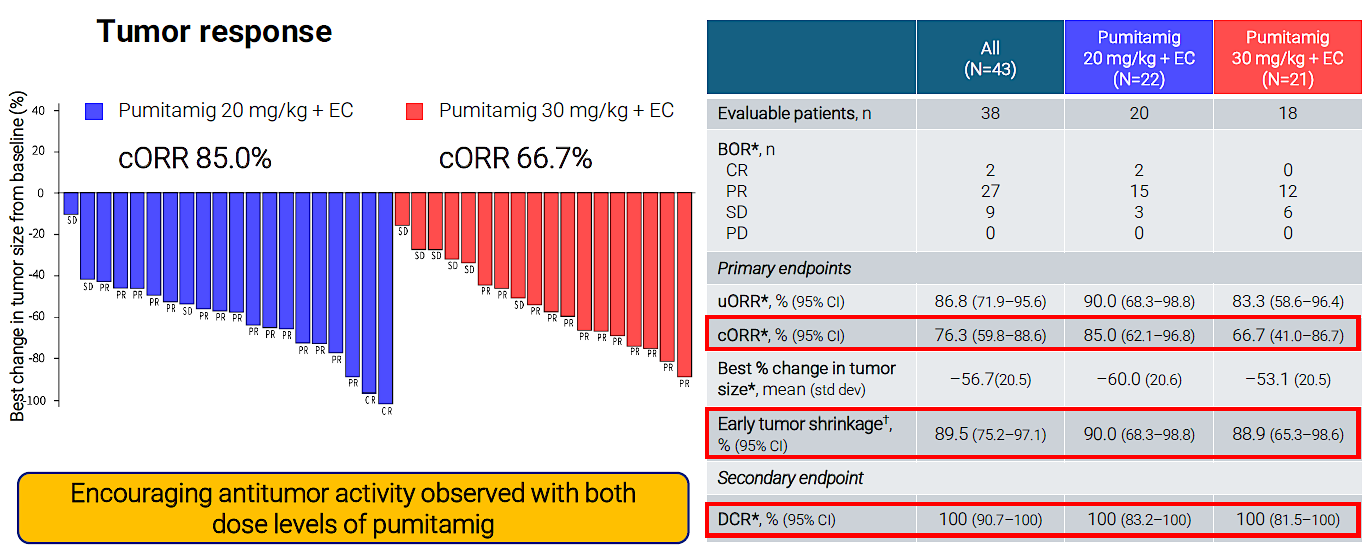 Tumor response
Best change in tumor size from baseline (%)
Pumitamig 20 mg/kg + EC
Pumitamig 30 mg/kg + EC
cORR 85.0%
cORR 66.7%
40
20
0
-20
-40
-60
-80
-100
SD SD PR PR PR PR PR SD PR PR PR PR PR PR PR PR PR PR CR CR
SD SD SD SD SD PR PR SD PR PR PR PR PR PR PR PR PR PR
Encouraging antitumor activity observed with both
dose levels of pumitamig
All
(N=43)
Pumitamig
20 mg/kg + EC
(N=22)
Pumitamig
30 mg/kg + EC
(N=21)
Evaluable patients, n 38 20 18
BOR*, n
CR 2 2 0
PR 27 15 12
SD 9 3 6
PD 0 0 0
Primary endpoints
uORR*, % (95% CI) 86.8 (71.9–95.6) 90.0 (68.3–98.8) 83.3 (58.6–96.4)
cORR*, % (95% CI) 76.3 (59.8–88.6) 85.0 (62.1–96.8) 66.7 (41.0–86.7)
Best % change in tumor
size*, mean (std dev) −56.7(20.5) −60.0 (20.6) −53.1 (20.5)
Early tumor shrinkage†,
% (95% CI) 89.5 (75.2–97.1) 90.0 (68.3–98.8) 88.9 (65.3–98.6)
Secondary endpoint
DCR*, % (95% CI) 100 (90.7–100) 100 (83.2–100) 100 (81.5–100)